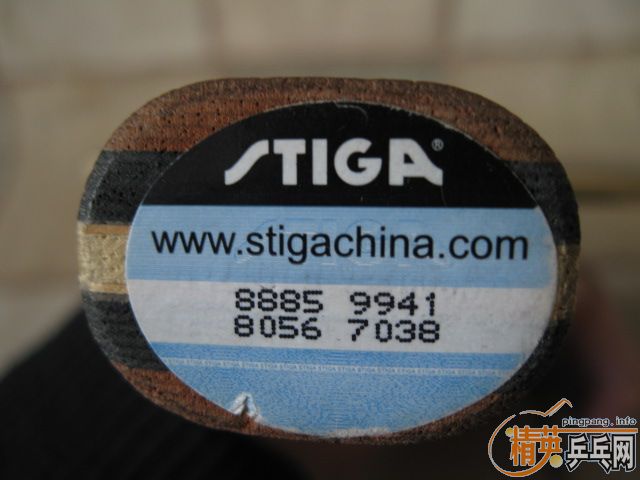 STIGA®
www.stigachina.com
8885 9941
8056 7038
pingpang.info
精英乒乓网